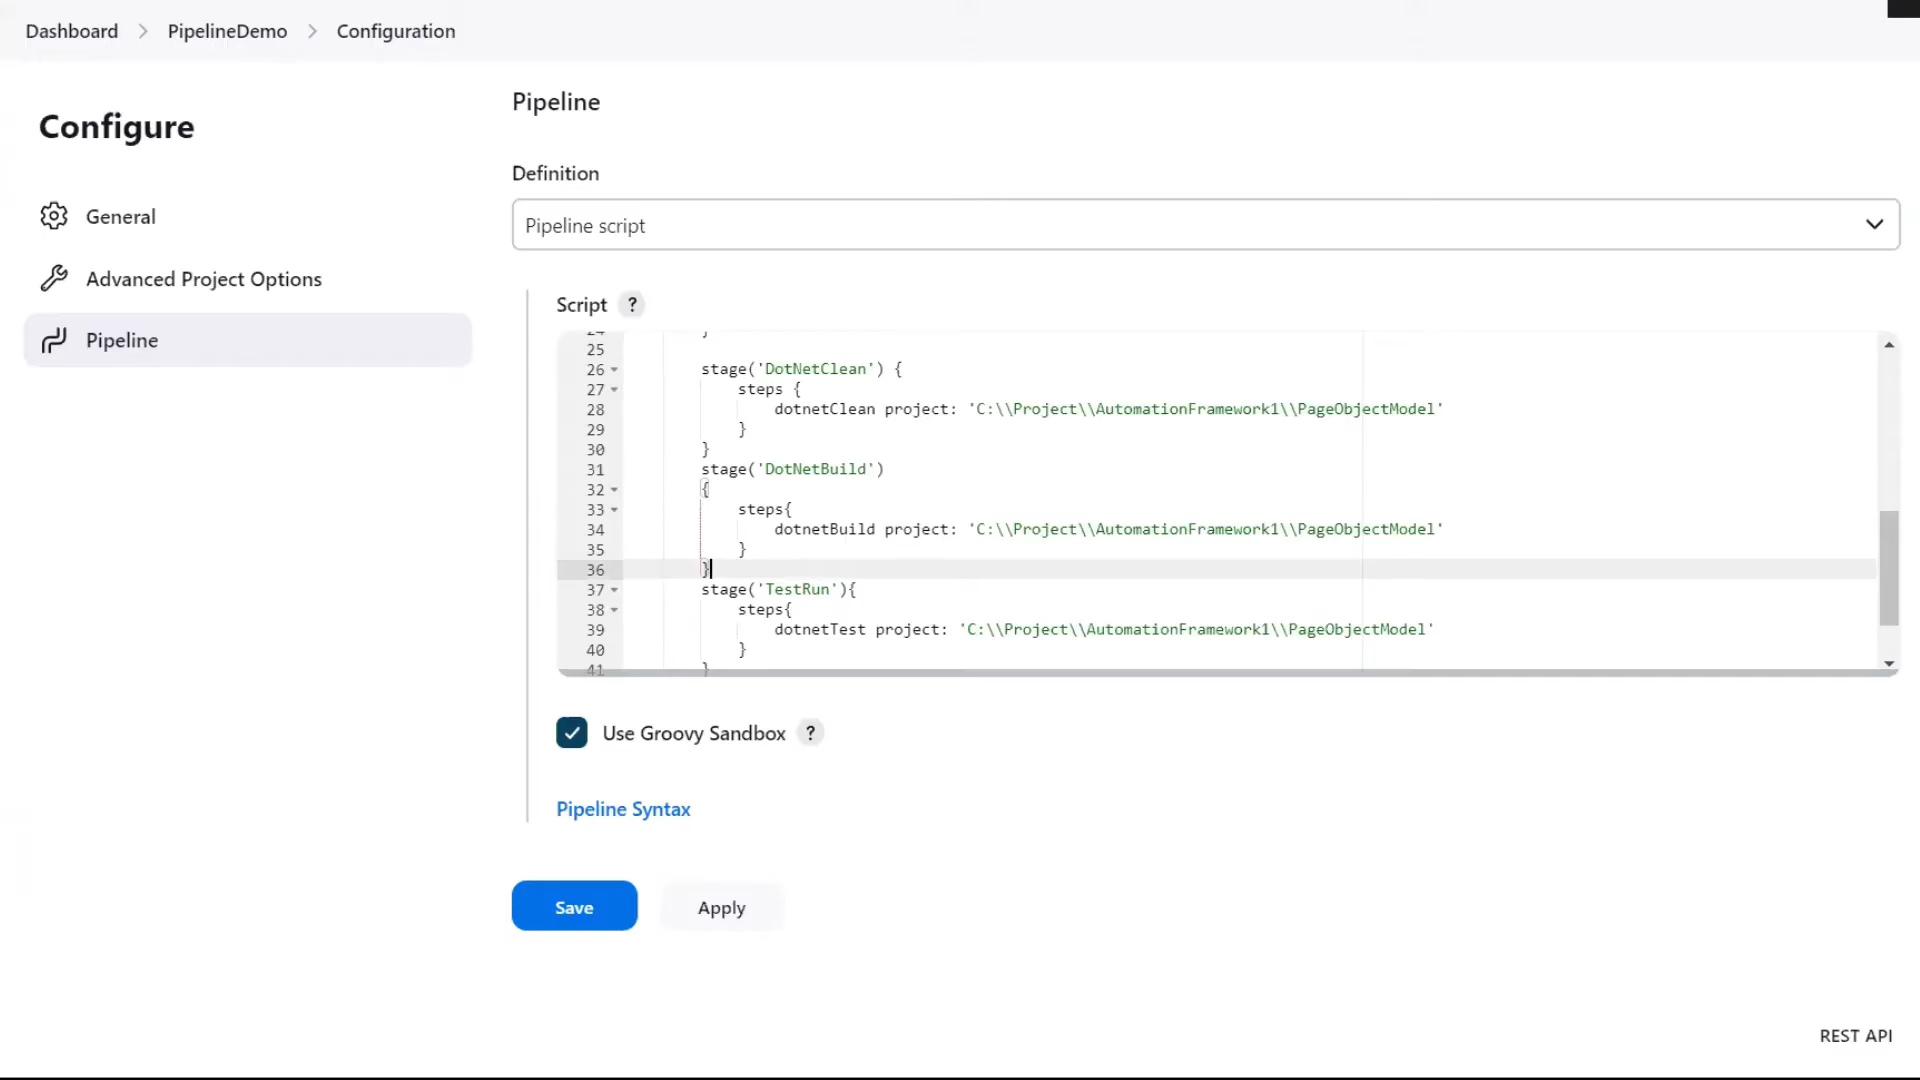 Dashboard > PipelineDemo > Configuration
Configure
General
Advanced Project Options
Pipeline
Pipeline
Definition
Pipeline script
Script ?
24 }
25
26 stage('DotNetClean') {
27 steps {
28 dotnetClean project: 'C:\\Project\\AutomationFramework1\\PageObjectModel'
29 }
30 }
31 stage('DotNetBuild')
32 {
33 steps{
34 dotnetBuild project: 'C:\\Project\\AutomationFramework1\\PageObjectModel'
35 }
36 }
37 stage('TestRun'){
38 steps{
39 dotnetTest project: 'C:\\Project\\AutomationFramework1\\PageObjectModel'
40 }
41 }
Use Groovy Sandbox ?
Pipeline Syntax
Save Apply
REST API